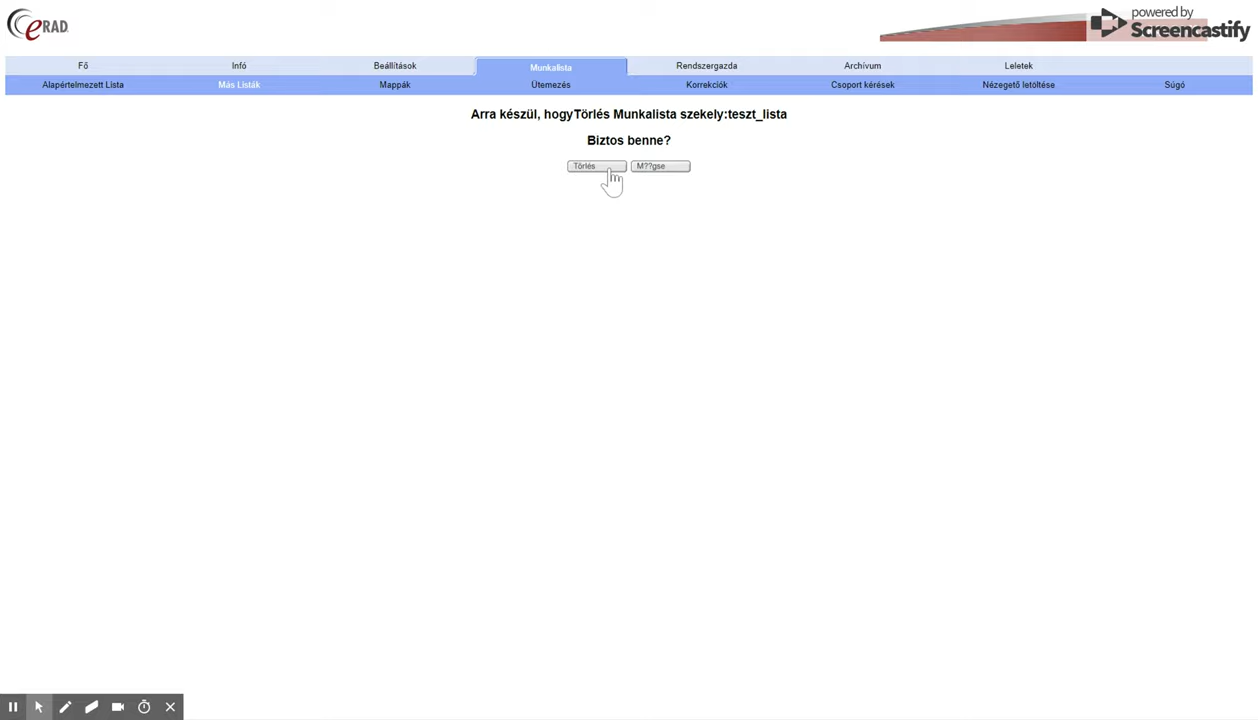 eRAD
powered by
Screencastify
Fő Infó Beállítások Munkalista Rendszergazda Archívum Leletek
Alapértelmezett Lista Más Listák Mappák Ütemezés Korrekciók Csoport kérések Nézegető letöltése Súgó
Arra készül, hogyTörlés Munkalista szekely:teszt_lista
Biztos benne?
Törlés M??gse